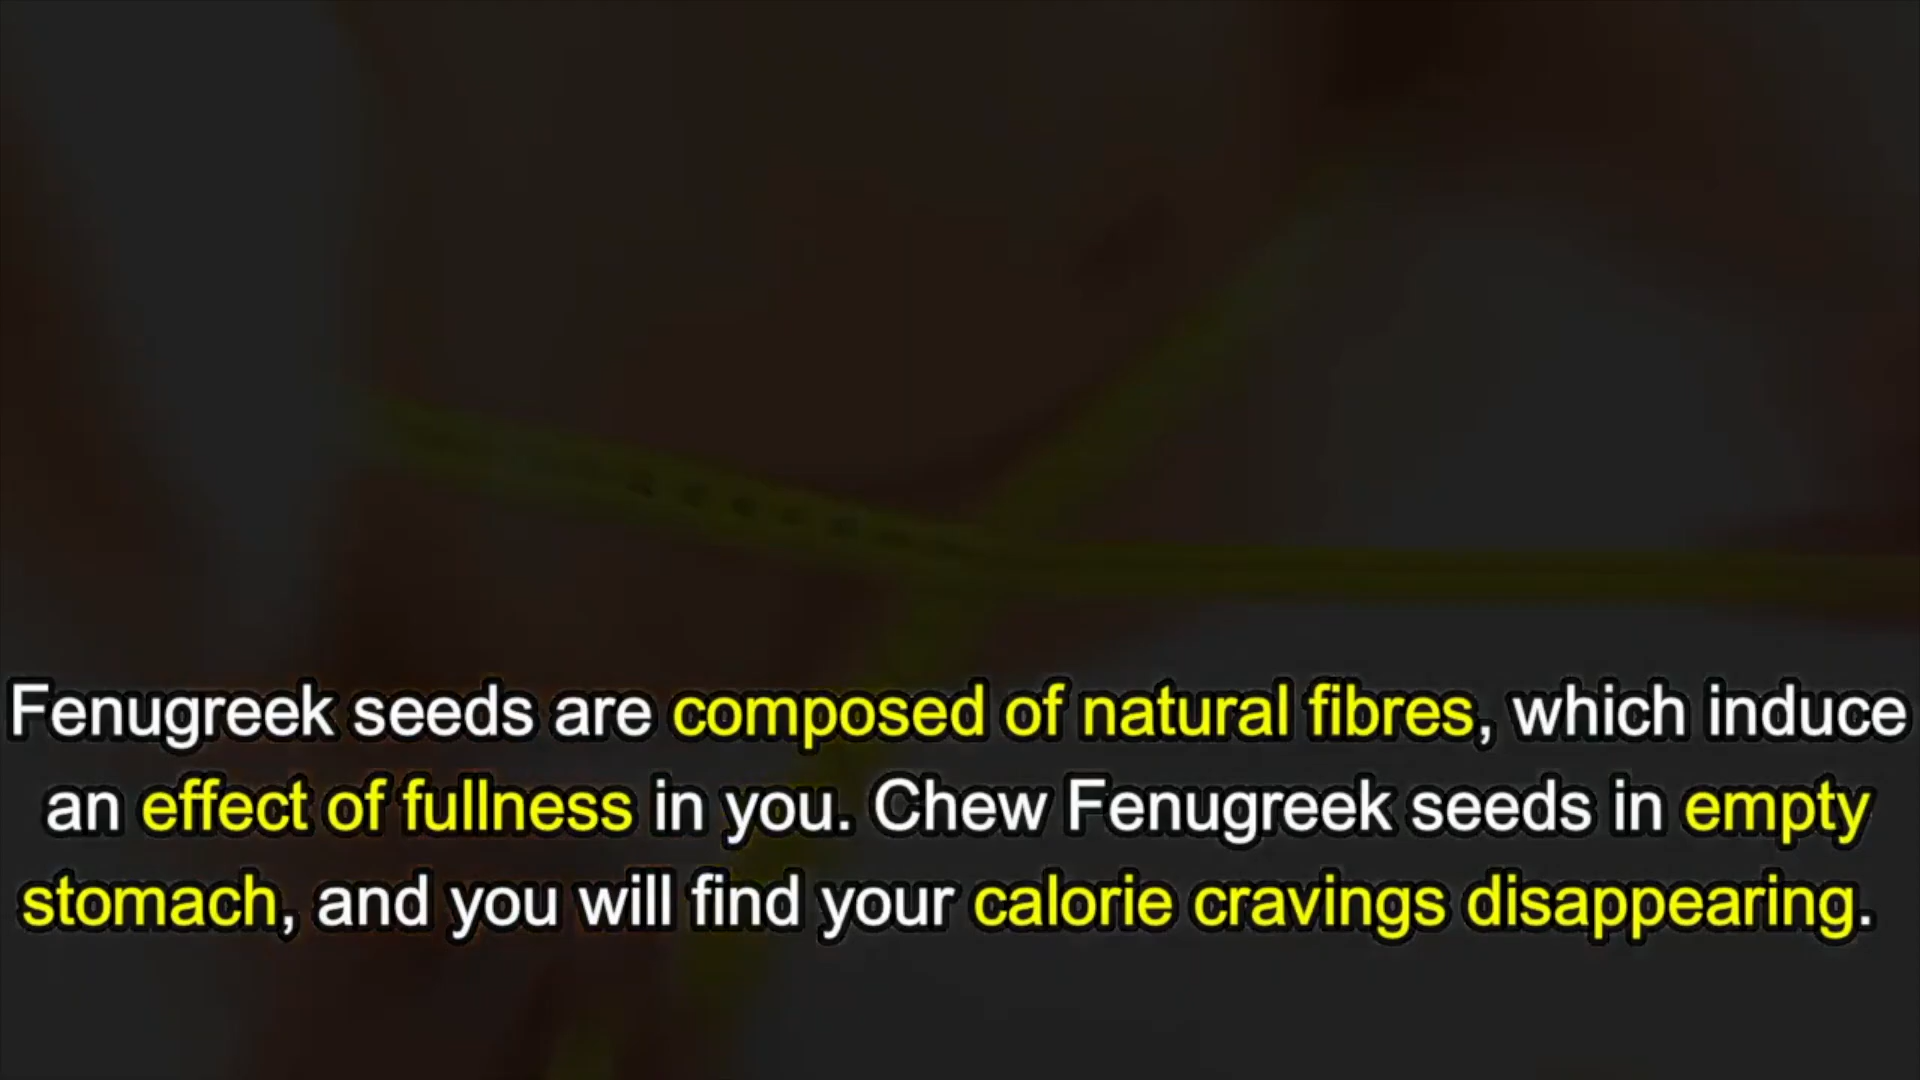 Fenugreek seeds are composed of natural fibres, which induce
an effect of fullness in you. Chew Fenugreek seeds in empty
stomach, and you will find your calorie cravings disappearing.